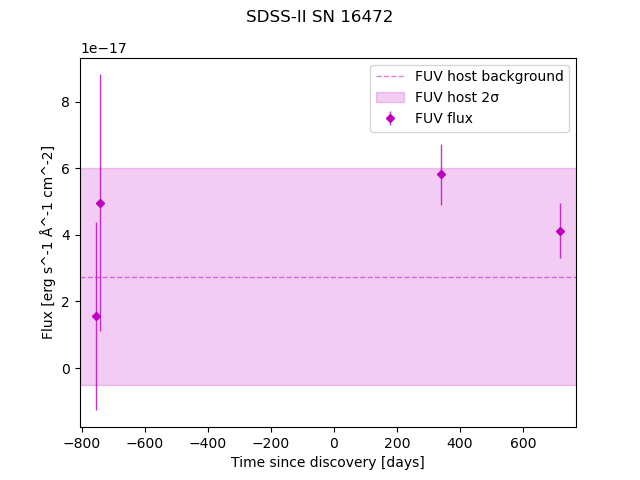 SDSS-II SN 16472
1e−17
FUV host background
FUV host 2σ
FUV flux
8
6
4
2
0
Flux [erg s^-1 Å^-1 cm^-2]
−800 −600 −400 −200 0 200 400 600
Time since discovery [days]